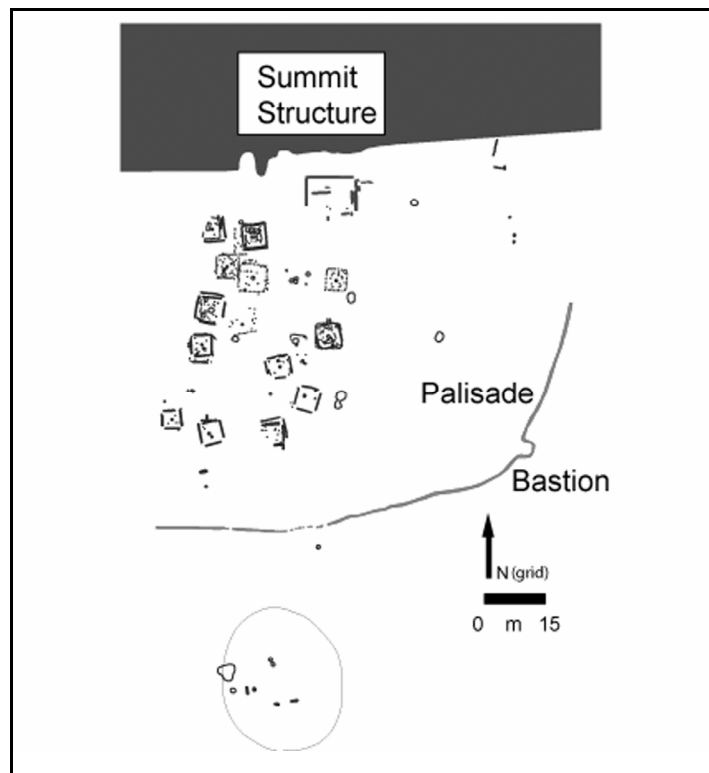 Summit
Structure
Palisade
Bastion
N (grid)
0 m 15